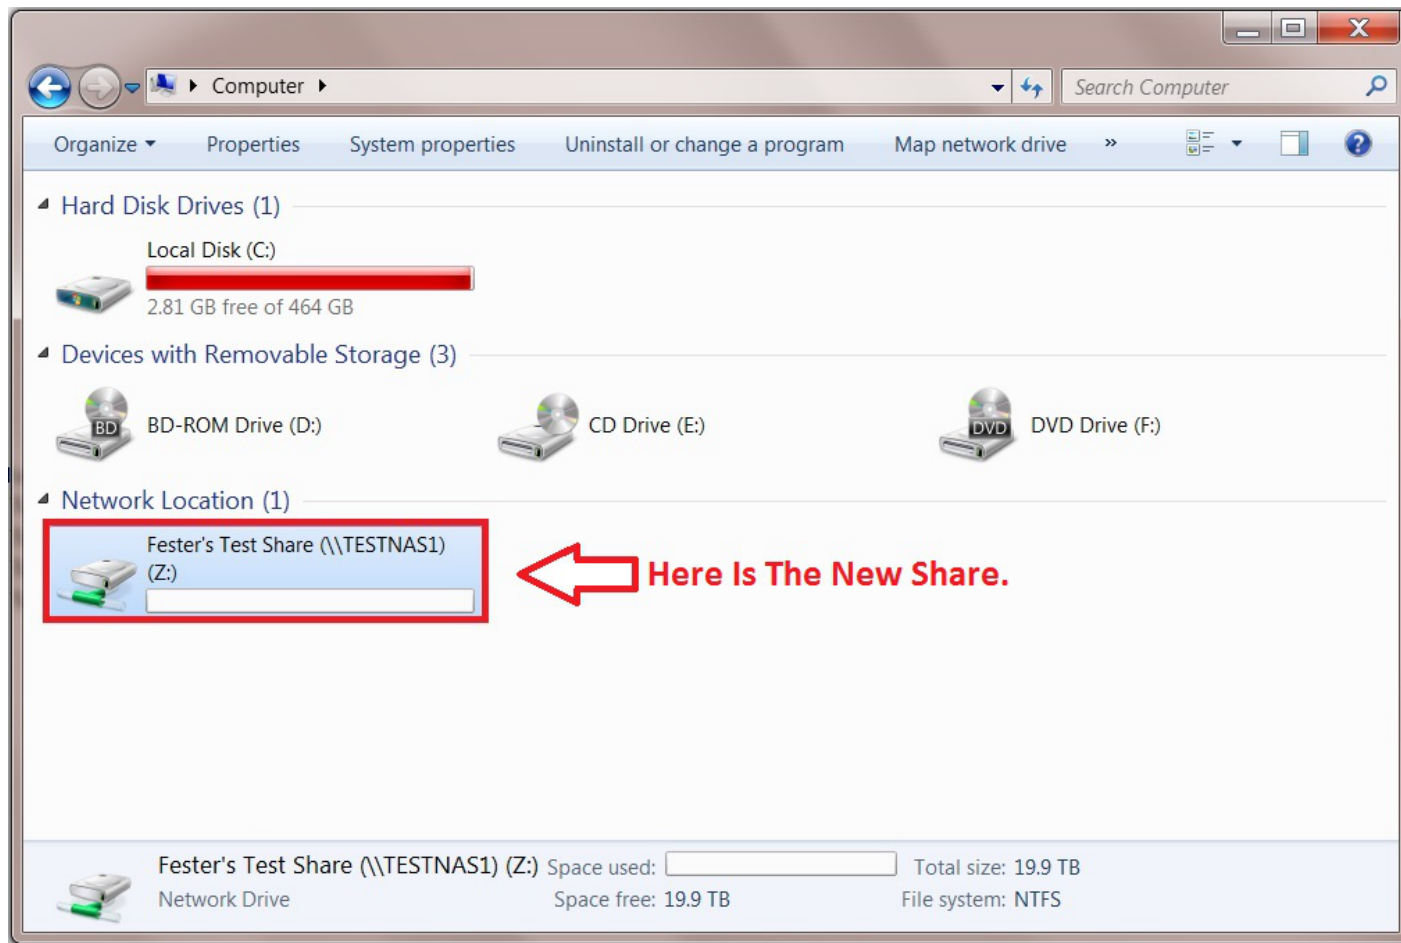 Computer
Search Computer
Organize Properties System properties Uninstall or change a program Map network drive »
Hard Disk Drives (1)
Local Disk (C:)
2.81 GB free of 464 GB
Devices with Removable Storage (3)
BD BD-ROM Drive (D:) CD Drive (E:) DVD DVD Drive (F:)
Network Location (1)
Fester's Test Share (\\TESTNAS1)
(Z:)
Here Is The New Share.
Fester's Test Share (\\TESTNAS1) (Z:) Space used: Total size: 19.9 TB
Network Drive Space free: 19.9 TB File system: NTFS